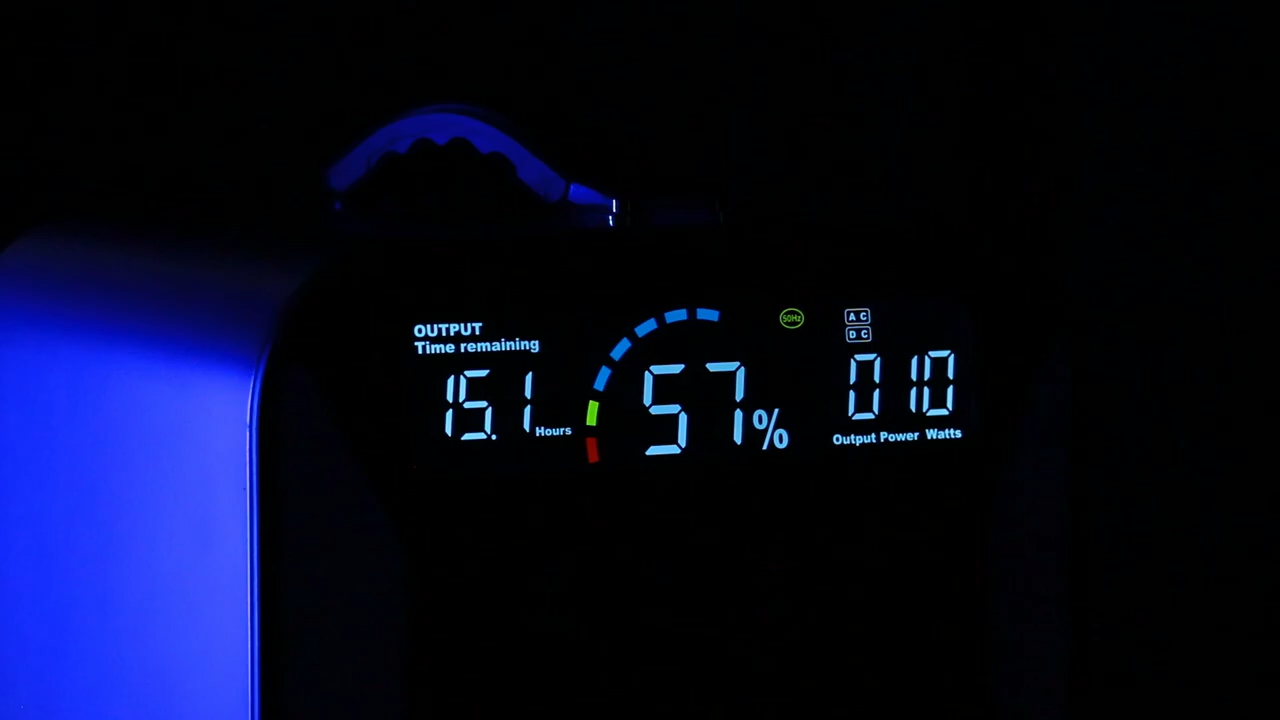 OUTPUT
Time remaining
15.1 Hours
57%
50Hz
AC
DC
010
Output Power Watts